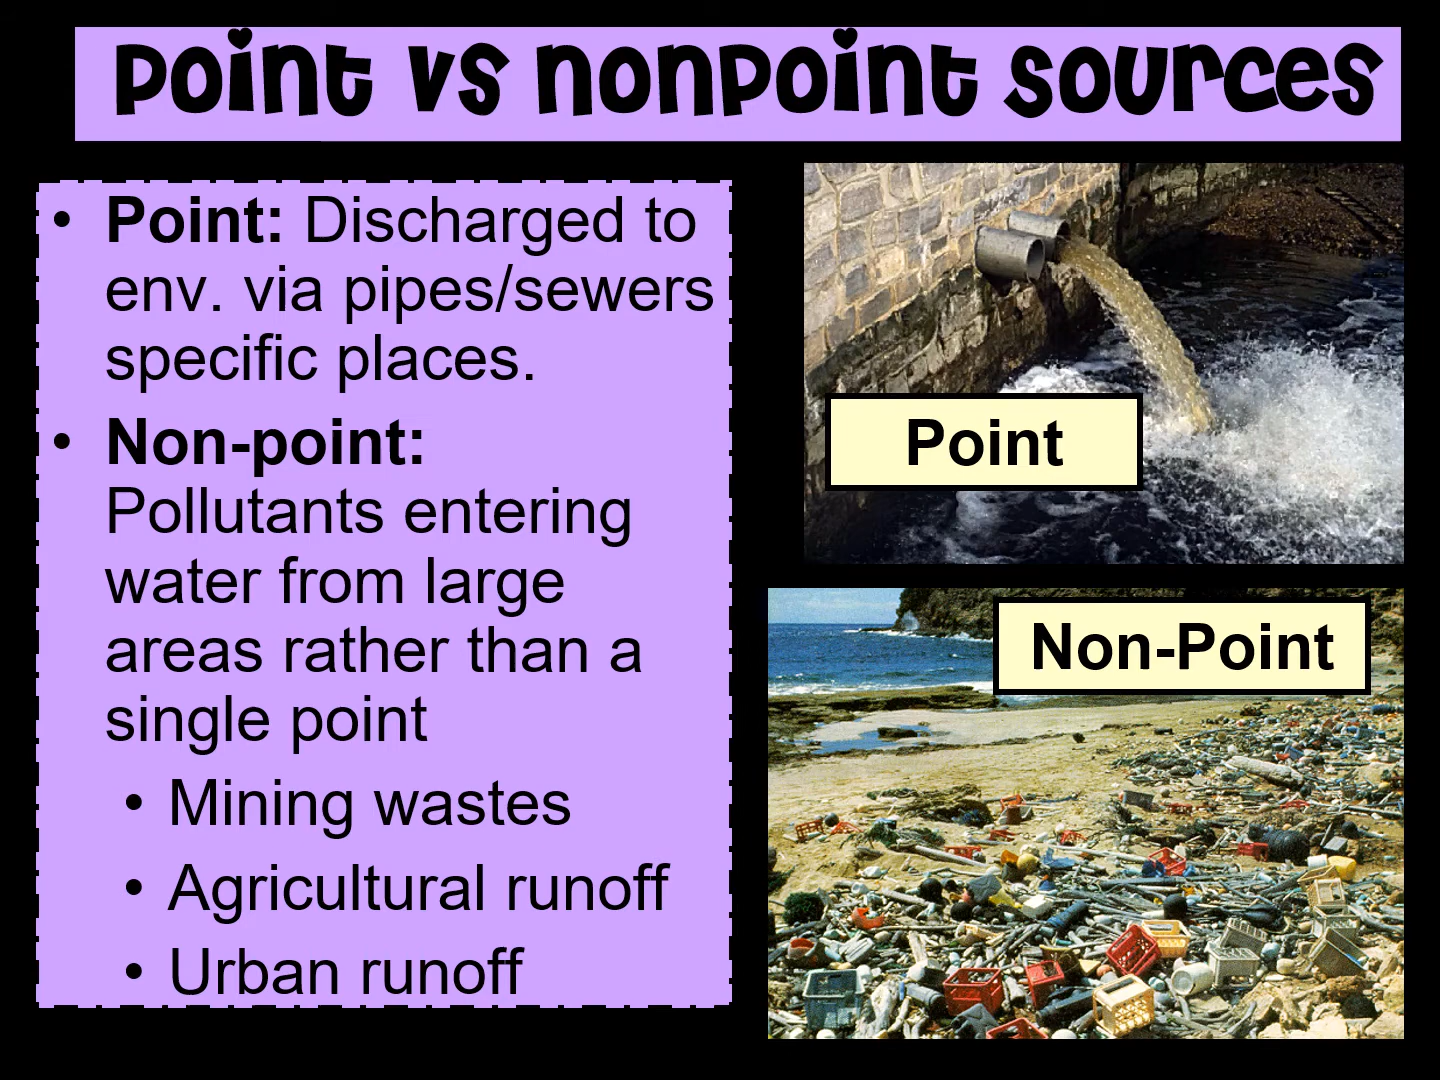 Point vs nonpoint sources
• Point: Discharged to
env. via pipes/sewers
specific places.
• Non-point:
Pollutants entering
water from large
areas rather than a
single point
• Mining wastes
• Agricultural runoff
• Urban runoff
Point
Non-Point